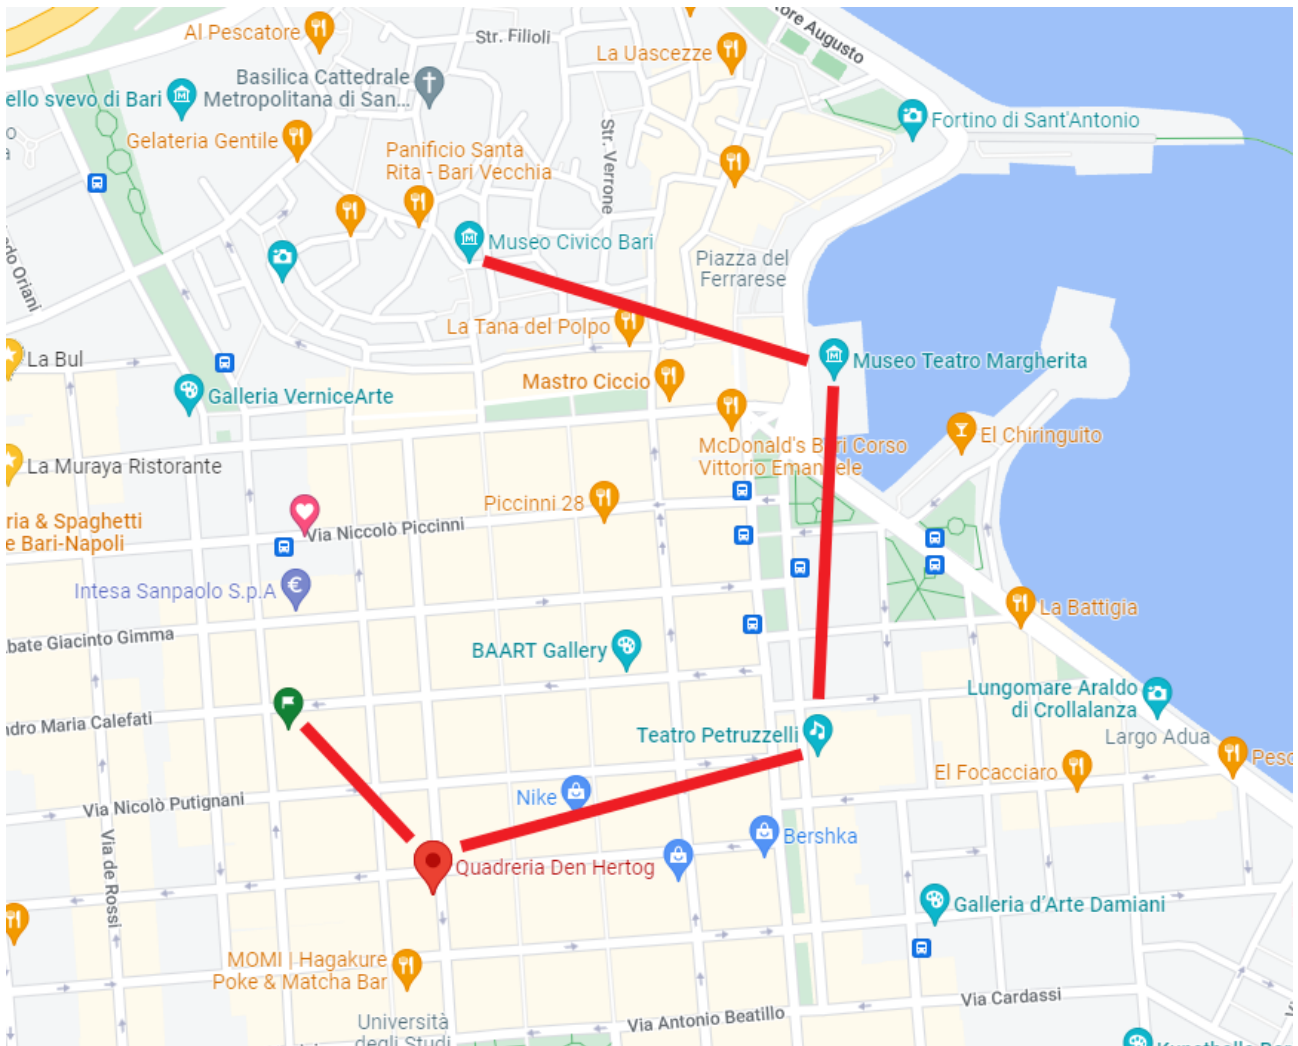 Al Pescatore
Str. Filioli
ore Augusto
La Uascezze
Basilica Cattedrale
Metropolitana di San...
ello svevo di Bari
Fortino di Sant'Antonio
Gelateria Gentile
Panificio Santa
Rita - Bari Vecchia
Str. Verrone
Museo Civico Bari
Piazza del
Ferrarese
do Oriani
La Tana del Polpo
La Bul
Museo Teatro Margherita
Mastro Ciccio
Galleria VerniceArte
McDonald's Bari Corso
Vittorio Emanuele
El Chiringuito
La Muraya Ristorante
Piccinni 28
ria & Spaghetti
e Bari-Napoli
Via Niccolò Piccinni
Intesa Sanpaolo S.p.A
La Battigia
bate Giacinto Gimma
BAART Gallery
Lungomare Araldo
di Crollalanza
ndro Maria Calefati
Teatro Petruzzelli
Largo Adua
Pesc
El Focacciaro
Nike
Via Nicolò Putignani
Bershka
Via de Rossi
Quadreria Den Hertog
Galleria d'Arte Damiani
MOMI | Hagakure
Poke & Matcha Bar
Via Cardassi
Università
degli Studi
Via Antonio Beatillo